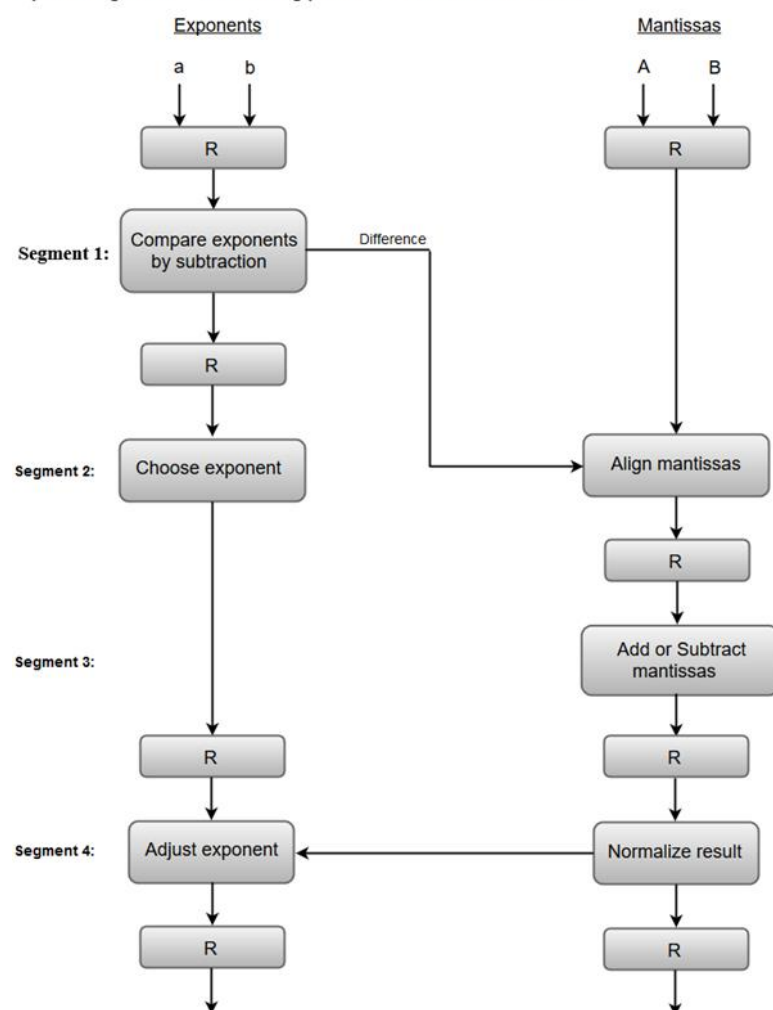 Exponents
Mantissas
a
b
A
B
R
R
Segment 1:
Compare exponents
by subtraction
Difference
R
Segment 2:
Choose exponent
Align mantissas
R
Segment 3:
Add or Subtract
mantissas
R
R
Segment 4:
Adjust exponent
Normalize result
R
R